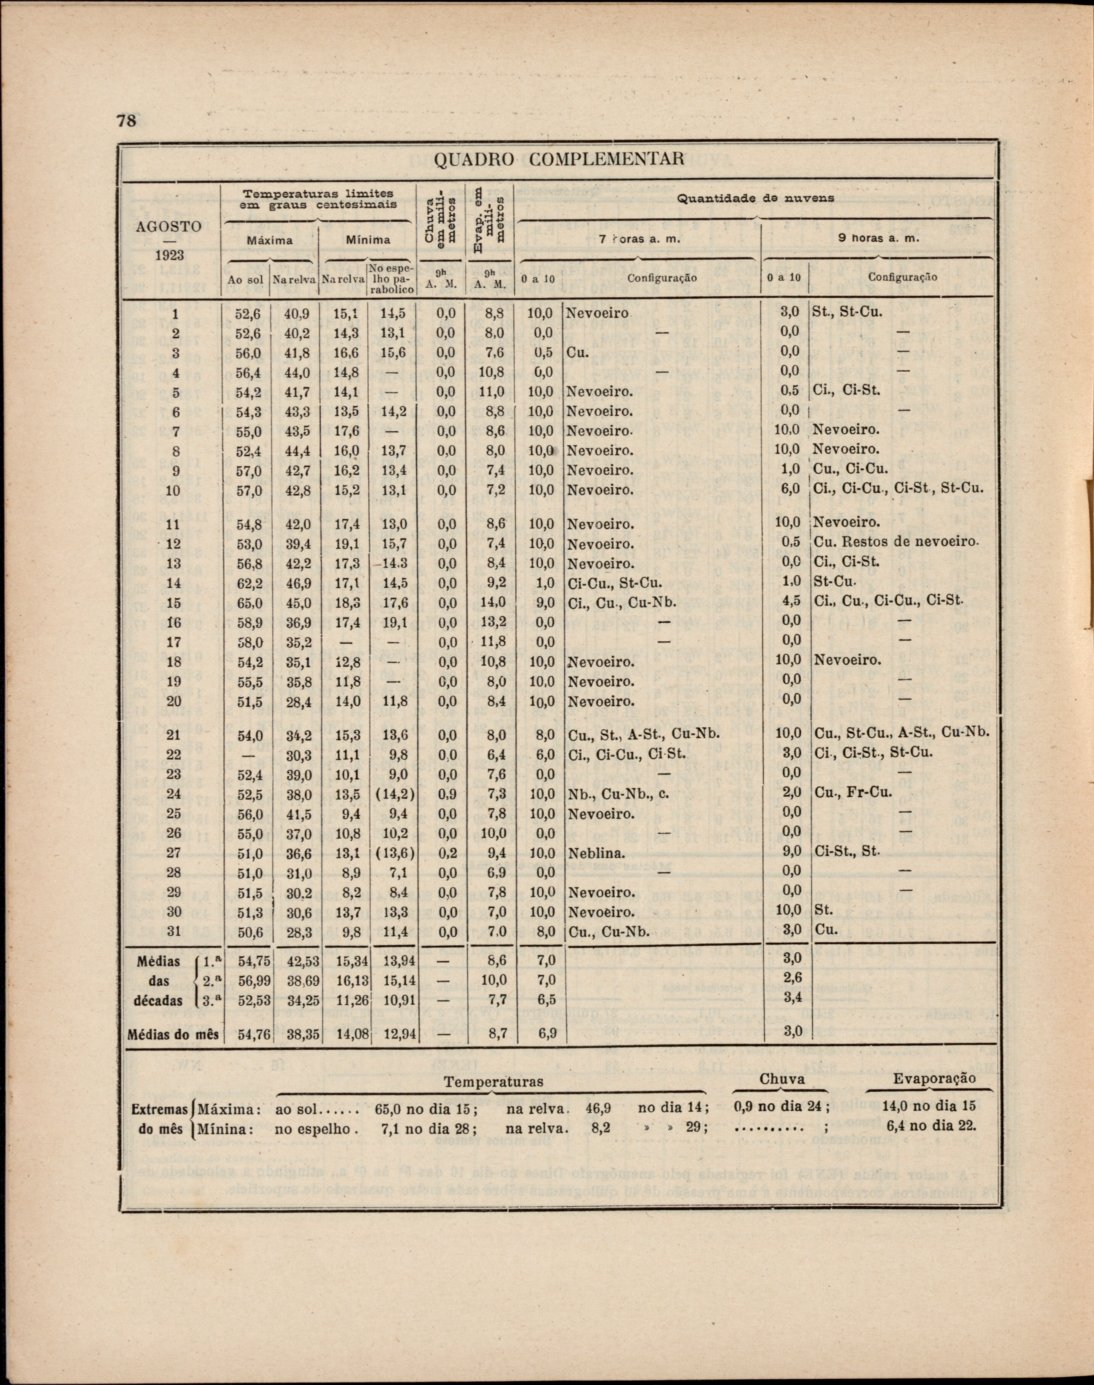 78
QUADRO COMPLEMENTAR
AGOSTO
—
1923
Temperaturas limites
em graus centesimais
Chuva
em mili-
metros
Evap. em
mili-
metros
Quantidade de nuvens
Máxima Mínima 7 horas a. m. 9 horas a. m.
Ao sol Na relva Na relva No espe-
lho pa-
rabolico
9h
A. M.
9h
A. M.
0 a 10 Configuração 0 a 10 Configuração
1 52,6 40,9 15,1 14,5 0,0 8,8 10,0 Nevoeiro 3,0 St., St-Cu.
2 52,6 40,2 14,3 13,1 0,0 8,0 0,0 — 0,0 —
3 56,0 41,8 16,6 15,6 0,0 7,6 0,5 Cu. 0,0 —
4 56,4 44,0 14,8 — 0,0 10,8 0,0 — 0,0 —
5 54,2 41,7 14,1 — 0,0 11,0 10,0 Nevoeiro. 0,5 Ci., Ci-St.
6 54,3 43,3 13,5 14,2 0,0 8,8 10,0 Nevoeiro. 0,0 —
7 55,0 43,5 17,6 — 0,0 8,6 10,0 Nevoeiro. 10,0 Nevoeiro.
8 52,4 44,4 16,0 13,7 0,0 8,0 10,0 Nevoeiro. 10,0 Nevoeiro.
9 57,0 42,7 16,2 13,4 0,0 7,4 10,0 Nevoeiro. 1,0 Cu., Ci-Cu.
10 57,0 42,8 15,2 13,1 0,0 7,2 10,0 Nevoeiro. 6,0 Ci., Ci-Cu., Ci-St., St-Cu.
11 54,8 42,0 17,4 13,0 0,0 8,6 10,0 Nevoeiro. 10,0 Nevoeiro.
12 53,0 39,4 19,1 15,7 0,0 7,4 10,0 Nevoeiro. 0,5 Cu. Restos de nevoeiro.
13 56,8 42,2 17,3 14.3 0,0 8,4 10,0 Nevoeiro. 0,0 Ci., Ci-St.
14 62,2 46,9 17,1 14,5 0,0 9,2 1,0 Ci-Cu., St-Cu. 1,0 St-Cu.
15 65,0 45,0 18,3 17,6 0,0 14,0 9,0 Ci., Cu., Cu-Nb. 4,5 Ci., Cu., Ci-Cu., Ci-St.
16 58,9 36,9 17,4 19,1 0,0 13,2 0,0 — 0,0 —
17 58,0 35,2 — — 0,0 11,8 0,0 — 0,0 —
18 54,2 35,1 12,8 — 0,0 10,8 10,0 Nevoeiro. 10,0 Nevoeiro.
19 55,5 35,8 11,8 — 0,0 8,0 10,0 Nevoeiro. 0,0 —
20 51,5 28,4 14,0 11,8 0,0 8,4 10,0 Nevoeiro. 0,0 —
21 54,0 34,2 15,3 13,6 0,0 8,0 8,0 Cu., St., A-St., Cu-Nb. 10,0 Cu., St-Cu., A-St., Cu-Nb.
22 — 30,3 11,1 9,8 0,0 6,4 6,0 Ci., Ci-Cu., Ci St. 3,0 Ci., Ci-St., St-Cu.
23 52,4 39,0 10,1 9,0 0,0 7,6 0,0 — 0,0 —
24 52,5 38,0 13,5 (14,2) 0,9 7,3 10,0 Nb., Cu-Nb., c. 2,0 Cu., Fr-Cu.
25 56,0 41,5 9,4 9,4 0,0 7,8 10,0 Nevoeiro. 0,0 —
26 55,0 37,0 10,8 10,2 0,0 10,0 0,0 — 0,0 —
27 51,0 36,6 13,1 (13,6) 0,2 9,4 10,0 Neblina. 9,0 Ci-St., St.
28 51,0 31,0 8,9 7,1 0,0 6,9 0,0 — 0,0 —
29 51,5 30,2 8,2 8,4 0,0 7,8 10,0 Nevoeiro. 0,0 —
30 51,3 30,6 13,7 13,3 0,0 7,0 10,0 Nevoeiro. 10,0 St.
31 50,6 28,3 9,8 11,4 0,0 7.0 8,0 Cu., Cu-Nb. 3,0 Cu.
Médias 1.ª 54,75 42,53 15,34 13,94 — 8,6 7,0 3,0
das 2.ª 56,99 38,69 16,13 15,14 — 10,0 7,0 2,6
décadas 3.ª 52,53 34,25 11,26 10,91 — 7,7 6,5 3,4
Médias do mês 54,76 38,35 14,08 12,94 — 8,7 6,9 3,0
Temperaturas Chuva Evaporação
Extremas Máxima: ao sol...... 65,0 no dia 15; na relva. 46,9 no dia 14; 0,9 no dia 24; 14,0 no dia 15
do mês Mínina: no espelho. 7,1 no dia 28; na relva. 8,2 » » 29; .......... ; 6,4 no dia 22.